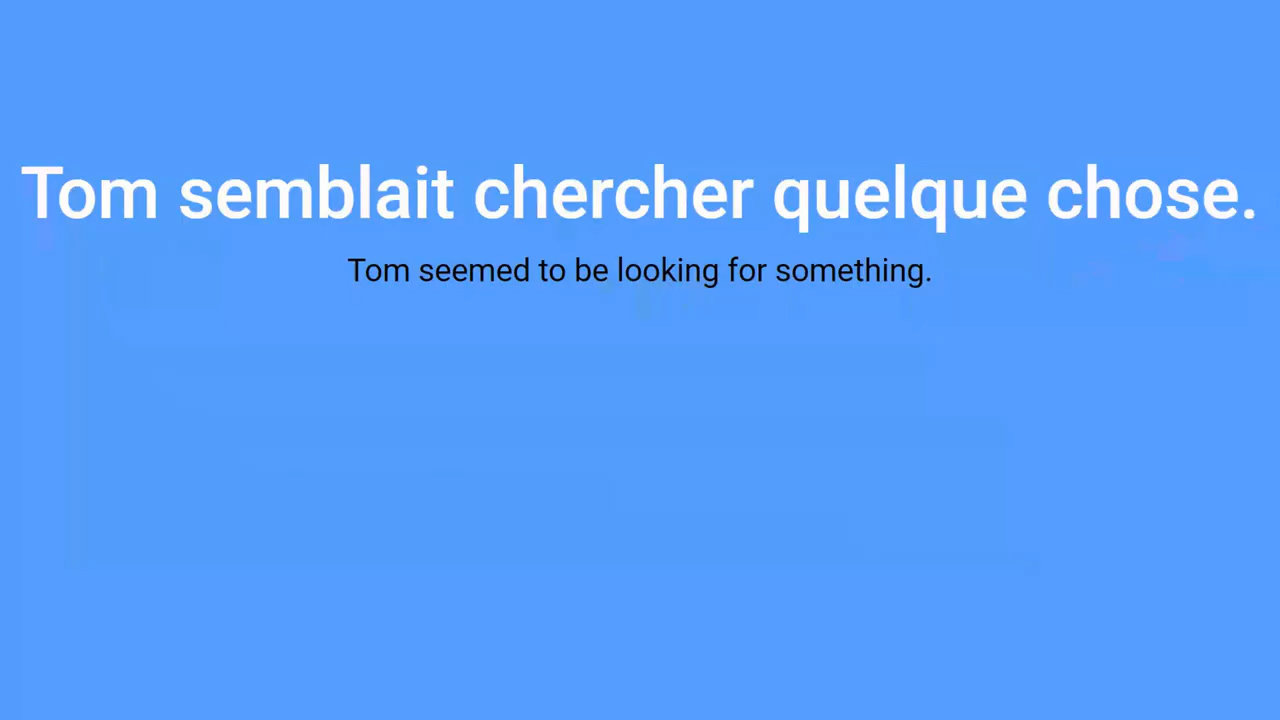 Tom semblait chercher quelque chose.
Tom seemed to be looking for something.